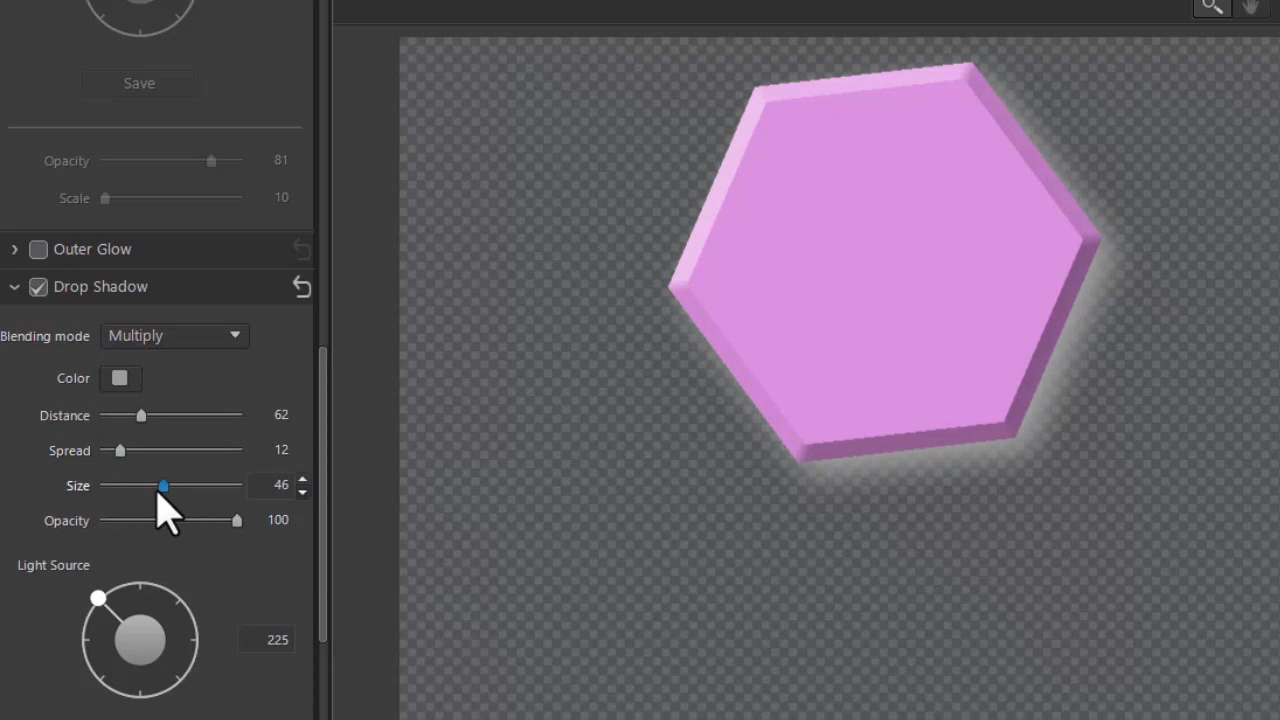 Save
Opacity 81
Scale 10
Outer Glow
Drop Shadow
Blending mode Multiply
Color
Distance 62
Spread 12
Size 46
Opacity 100
Light Source
225